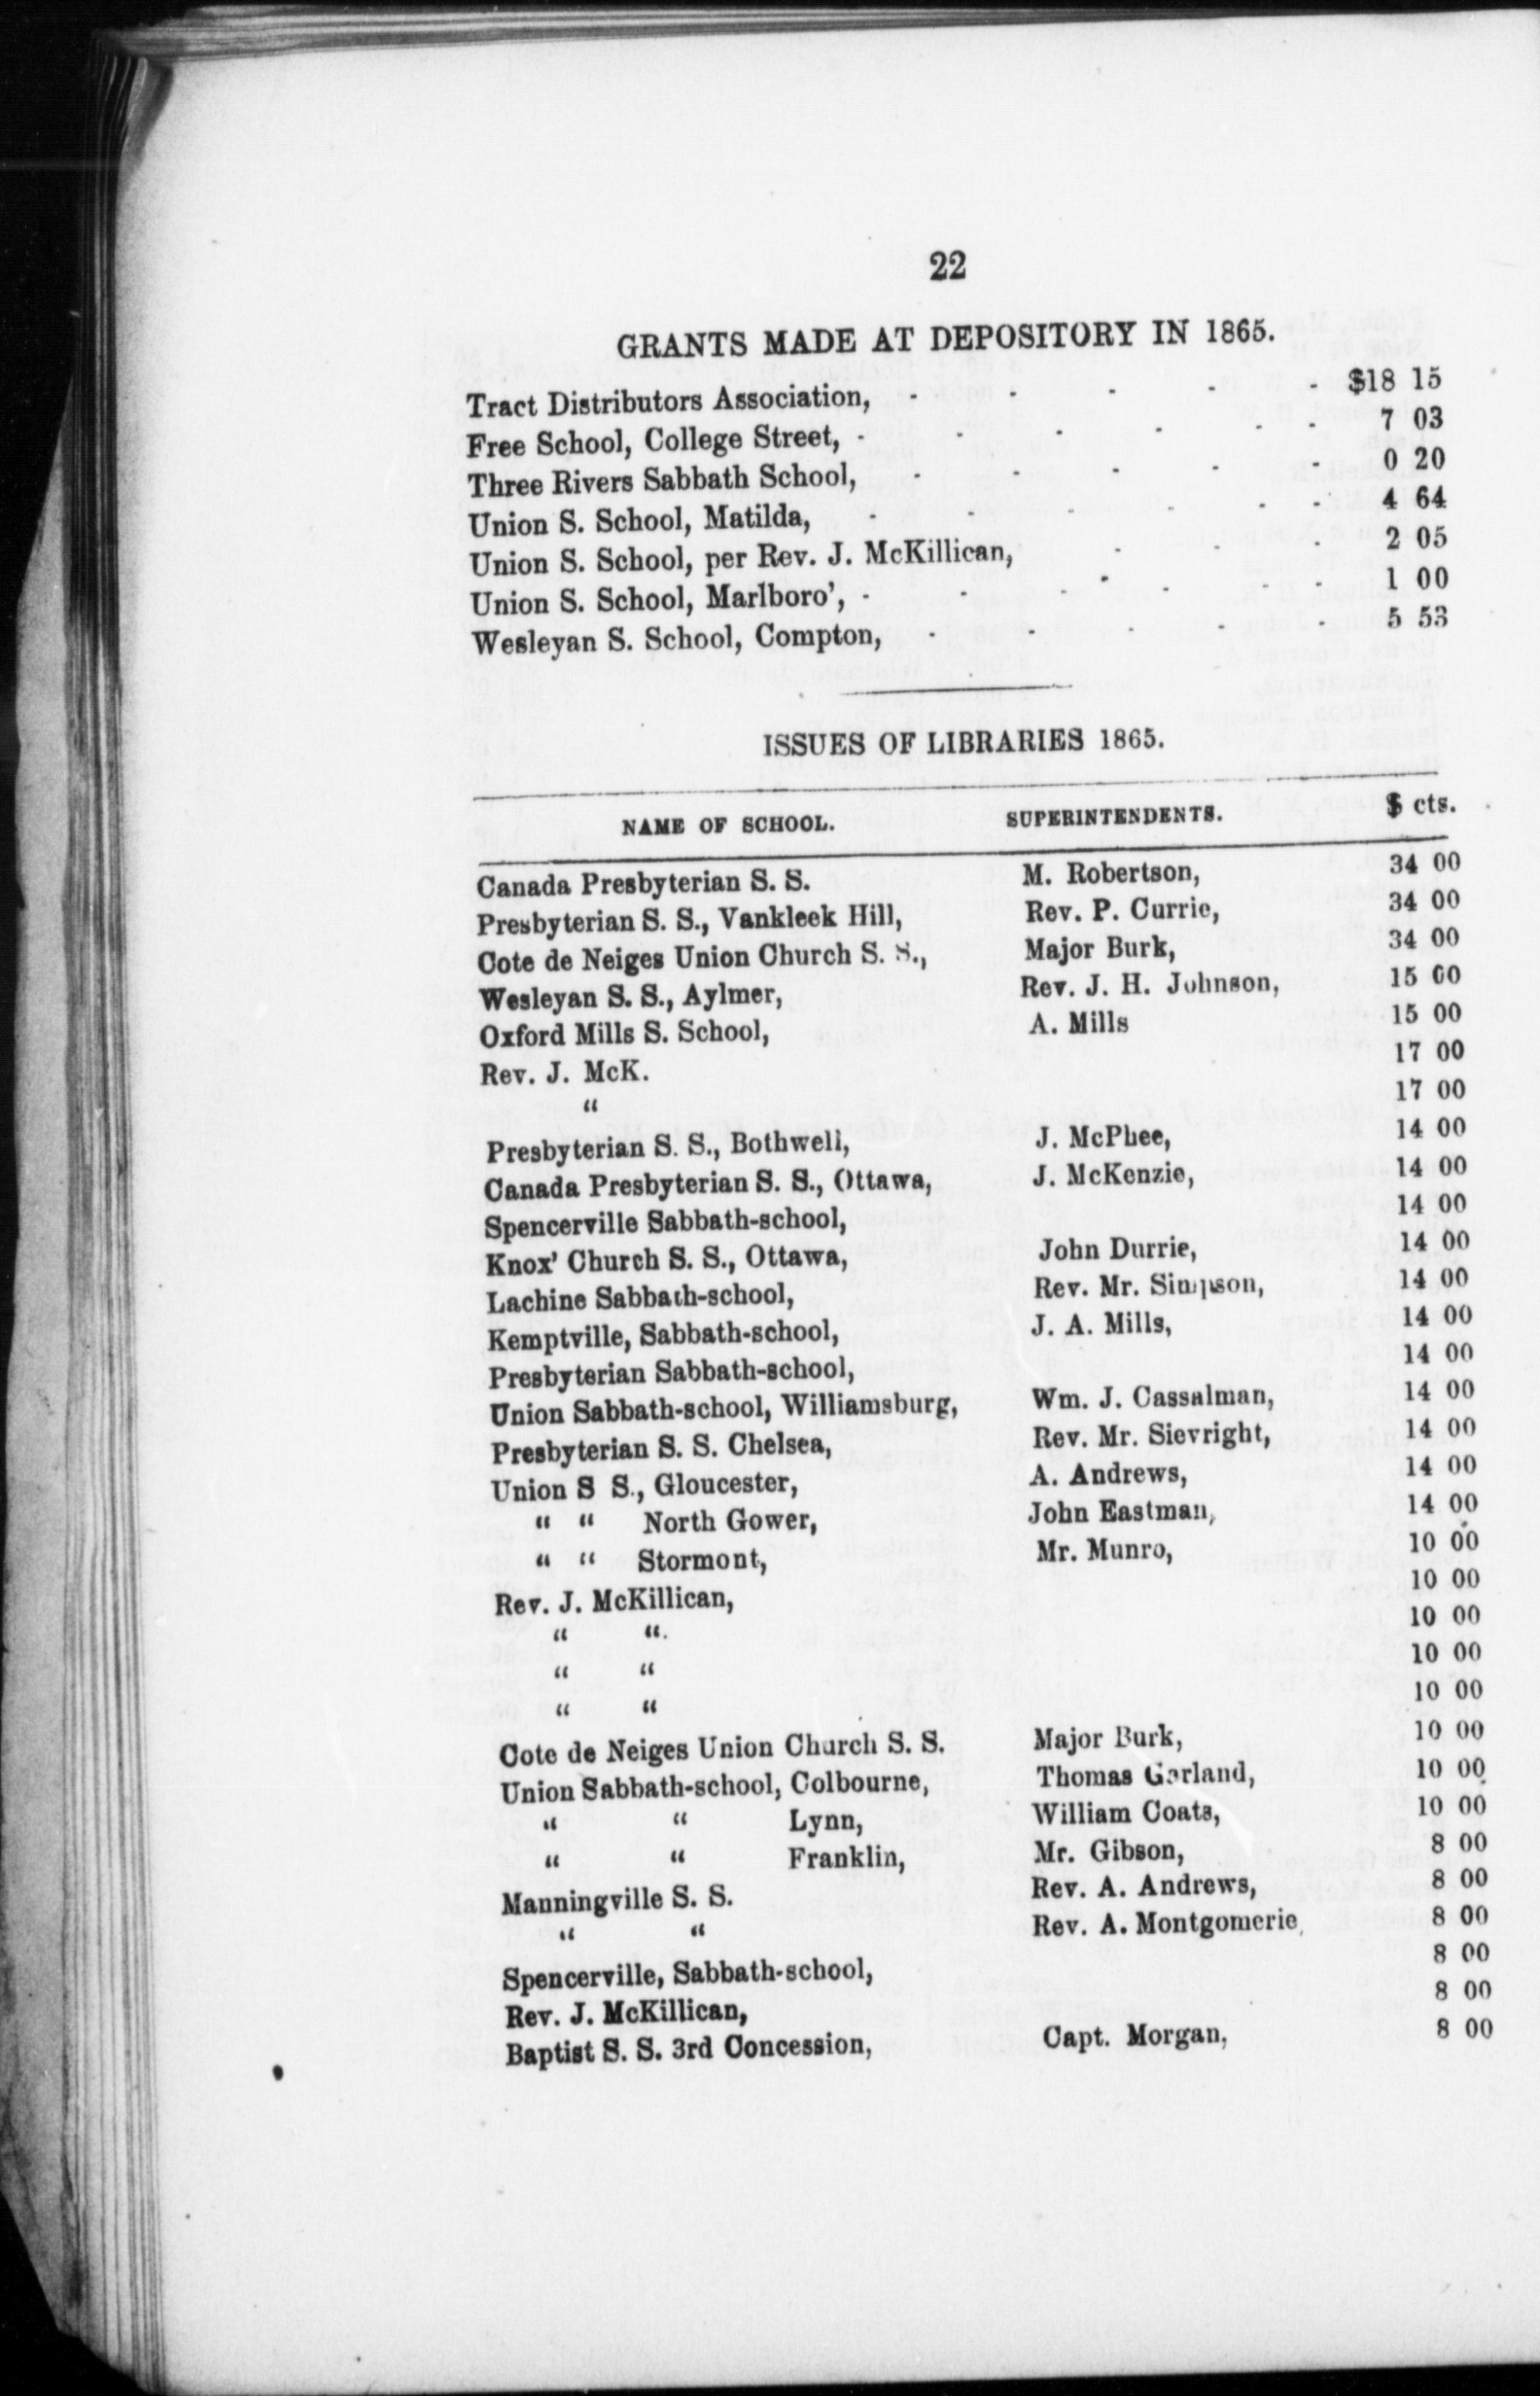 22
GRANTS MADE AT DEPOSITORY IN 1865.
Tract Distributors Association, - - - - - $18 15
Free School, College Street, - - - - - - 7 03
Three Rivers Sabbath School, - - - - - 0 20
Union S. School, Matilda, - - - - - - 4 64
Union S. School, per Rev. J. McKillican, - - - 2 05
Union S. School, Marlboro', - - - - - - 1 00
Wesleyan S. School, Compton, - - - - - 5 53
ISSUES OF LIBRARIES 1865.
NAME OF SCHOOL. SUPERINTENDENTS. $ cts.
Canada Presbyterian S. S. M. Robertson, 34 00
Presbyterian S. S., Vankleek Hill, Rev. P. Currie, 34 00
Cote de Neiges Union Church S. S., Major Burk, 34 00
Wesleyan S. S., Aylmer, Rev. J. H. Johnson, 15 00
Oxford Mills S. School, A. Mills 15 00
Rev. J. McK. 17 00
“ 17 00
Presbyterian S. S., Bothwell, J. McPhee, 14 00
Canada Presbyterian S. S., Ottawa, J. McKenzie, 14 00
Spencerville Sabbath-school, 14 00
Knox' Church S. S., Ottawa, John Durrie, 14 00
Lachine Sabbath-school, Rev. Mr. Simpson, 14 00
Kemptville, Sabbath-school, J. A. Mills, 14 00
Presbyterian Sabbath-school, 14 00
Union Sabbath-school, Williamsburg, Wm. J. Cassalman, 14 00
Presbyterian S. S. Chelsea, Rev. Mr. Sievright, 14 00
Union S S., Gloucester, A. Andrews, 14 00
“ “ North Gower, John Eastman, 14 00
“ “ Stormont, Mr. Munro, 10 00
Rev. J. McKillican, 10 00
“ “. 10 00
“ “ 10 00
“ “ 10 00
Cote de Neiges Union Church S. S. Major Burk, 10 00
Union Sabbath-school, Colbourne, Thomas Garland, 10 00
“ “ Lynn, William Coats, 10 00
“ “ Franklin, Mr. Gibson, 8 00
Manningville S. S. Rev. A. Andrews, 8 00
“ “ Rev. A. Montgomerie, 8 00
Spencerville, Sabbath-school, 8 00
Rev. J. McKillican, 8 00
Baptist S. S. 3rd Concession, Capt. Morgan, 8 00